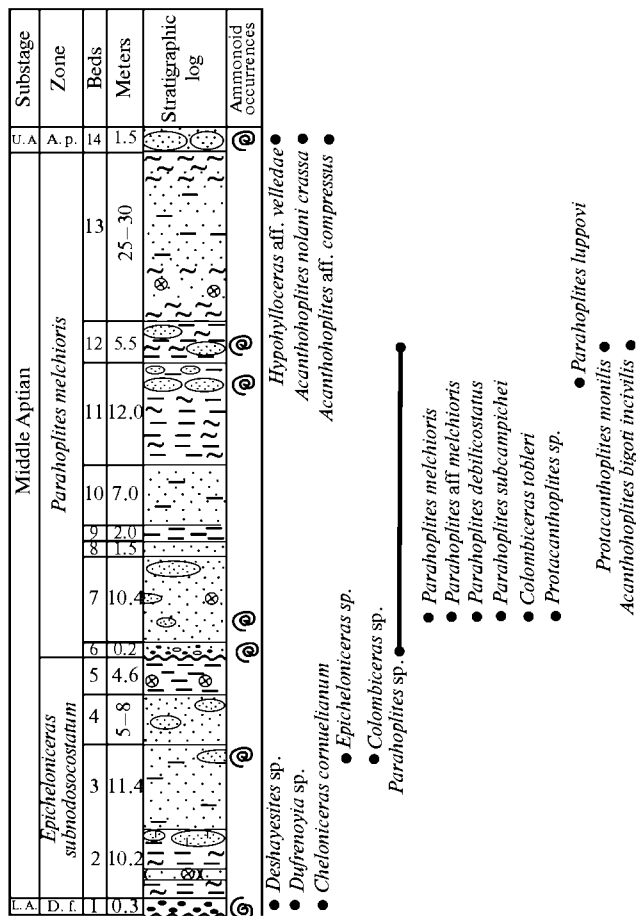 Substage
Zone
Beds
Meters
Stratigraphic log
Ammonoid occurrences
U.A
A. p.
14
1.5
Middle Aptian
Parahoplites melchioris
13
25–30
12
5.5
11
12.0
10
7.0
9
2.0
8
1.5
7
10.4
6
0.2
Epicheloniceras subnodosocostatum
5
4.6
4
5–8
3
11.4
2
10.2
L.A.
D. f.
1
0.3
Hypohylloceras aff. velledae
Acanthohoplites nolani crassa
Acanthohoplites aff. compressus
Parahoplites luppovi
Protacanthoplites monilis
Acanthohoplites bigoti incivilis
Parahoplites melchioris
Parahoplites aff melchioris
Parahoplites debilicostatus
Parahoplites subcampichei
Colombiceras tobleri
Protacanthoplites sp.
Epicheloniceras sp.
Colombiceras sp.
Parahoplites sp.
Deshayesites sp.
Dufrenoyia sp.
Cheloniceras cornuelianum